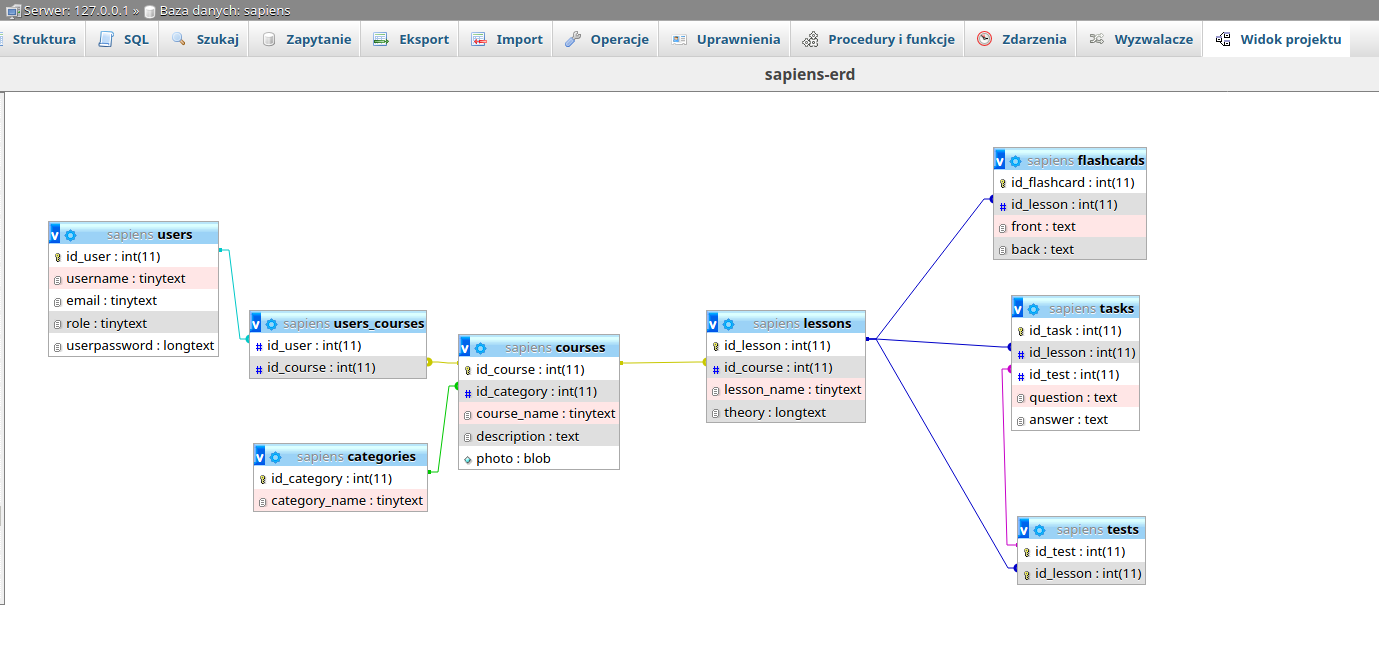 Serwer: 127.0.0.1 » Baza danych: sapiens
Struktura SQL Szukaj Zapytanie Eksport Import Operacje Uprawnienia Procedury i funkcje Zdarzenia Wyzwalacze Widok projektu
sapiens-erd
v sapiens users
id_user : int(11)
username : tinytext
email : tinytext
role : tinytext
userpassword : longtext
v sapiens users_courses
# id_user : int(11)
# id_course : int(11)
v sapiens categories
id_category : int(11)
category_name : tinytext
v sapiens courses
id_course : int(11)
# id_category : int(11)
course_name : tinytext
description : text
photo : blob
v sapiens lessons
id_lesson : int(11)
# id_course : int(11)
lesson_name : tinytext
theory : longtext
v sapiens flashcards
id_flashcard : int(11)
# id_lesson : int(11)
front : text
back : text
v sapiens tasks
id_task : int(11)
# id_lesson : int(11)
# id_test : int(11)
question : text
answer : text
v sapiens tests
id_test : int(11)
id_lesson : int(11)